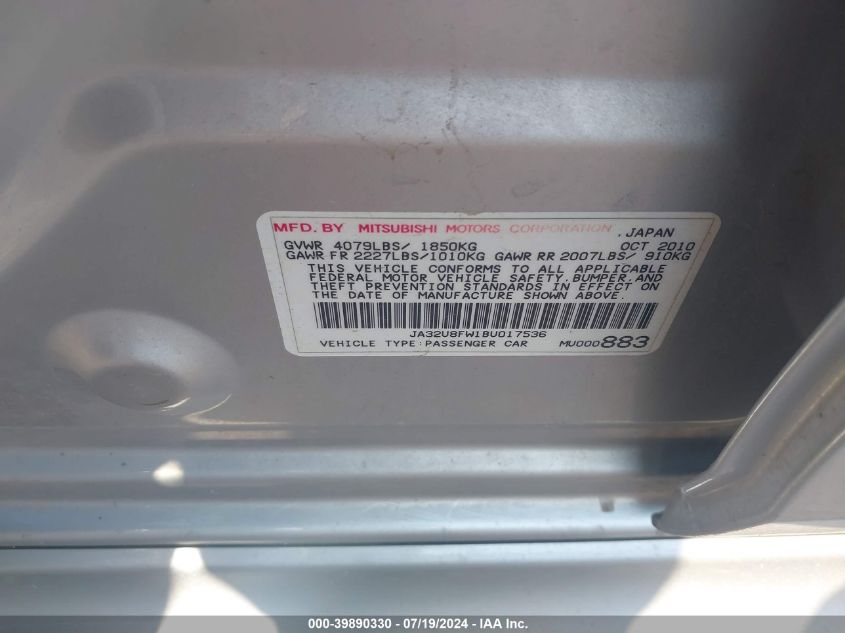 MFD. BY MITSUBISHI MOTORS CORPORATION , JAPAN
GVWR 4079LBS/ 1850KG OCT 2010
GAWR FR 2227LBS/1010KG GAWR RR 2007LBS/ 910KG
THIS VEHICLE CONFORMS TO ALL APPLICABLE
FEDERAL MOTOR VEHICLE SAFETY, BUMPER, AND
THEFT PREVENTION STANDARDS IN EFFECT ON
THE DATE OF MANUFACTURE SHOWN ABOVE.
JA32U8FW1BU017536
VEHICLE TYPE:PASSENGER CAR MU000883
000-39890330 - 07/19/2024 - IAA Inc.